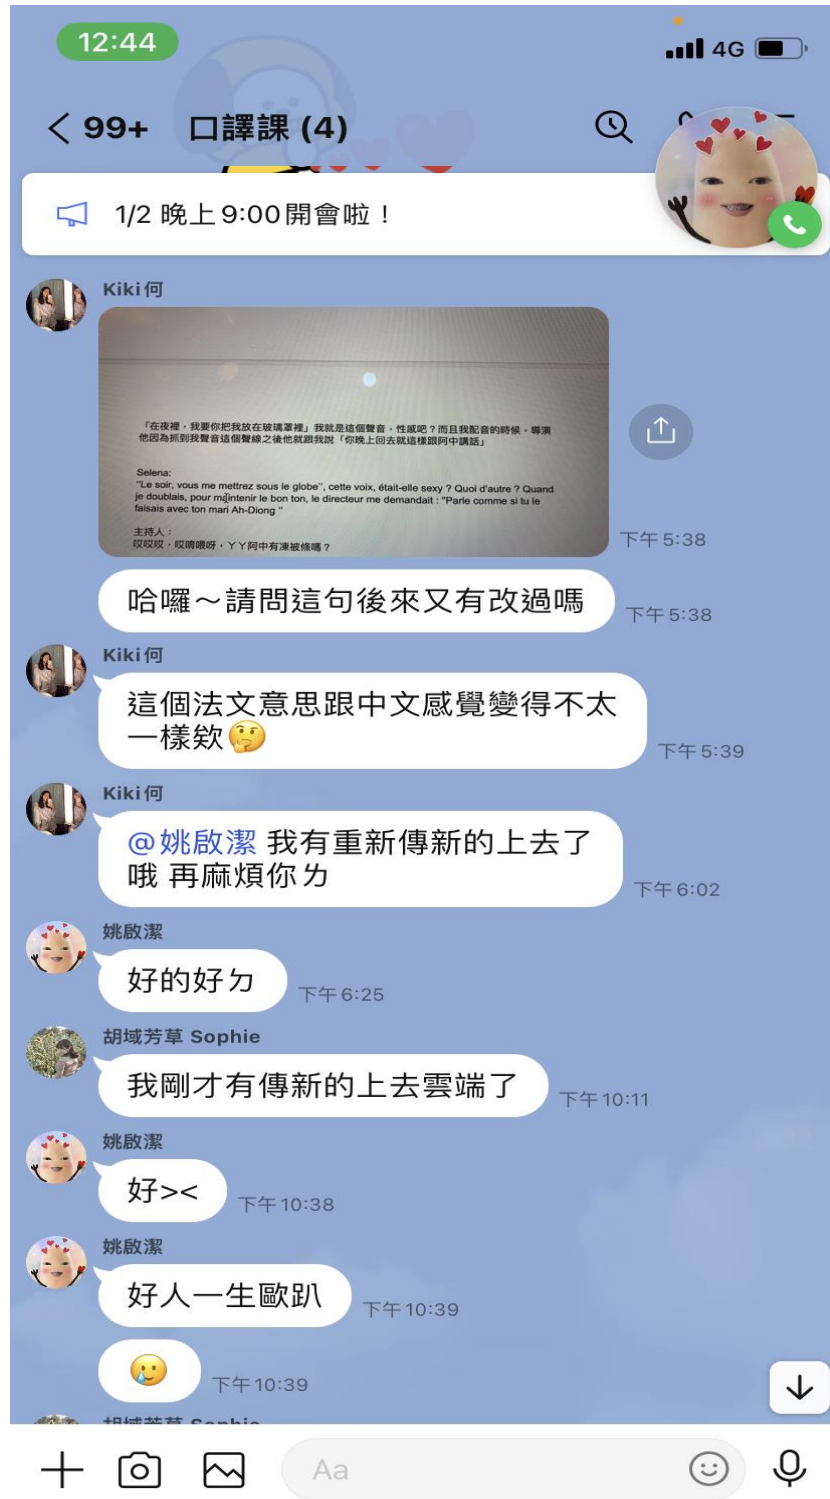 12:44
4G
99+ 口譯課 (4)
1/2 晚上 9:00 開會啦！
Kiki何
「在夜裡，我要你把我放在玻璃罩裡」我就是這個聲音，性感吧？而且我配音的時候，導演
他因為抓到我聲音這個聲線之後他就跟我說「你晚上回去就這樣跟阿中講話」
Selena:
"Le soir, vous me mettrez sous le globe", cette voix, était-elle sexy ? Quoi d'autre ? Quand
je doublais, pour maintenir le bon ton, le directeur me demandait : "Parle comme si tu le
faisais avec ton mari Ah-Diong "
主持人：
哎哎哎，哎唷喂呀，ㄚㄚ阿中有凍被條嗎？
下午 5:38
哈囉～請問這句後來又有改過嗎
下午 5:38
Kiki何
這個法文意思跟中文感覺變得不太
一樣欸🤔
下午 5:39
Kiki何
@姚啟潔 我有重新傳新的上去了
哦 再麻煩你ㄌ
下午 6:02
姚啟潔
好的好ㄉ
下午 6:25
胡域芳草 Sophie
我剛才有傳新的上去雲端了
下午 10:11
姚啟潔
好><
下午 10:38
姚啟潔
好人一生歐趴
下午 10:39
🥲
下午 10:39
胡域芳草 Sophie
Aa